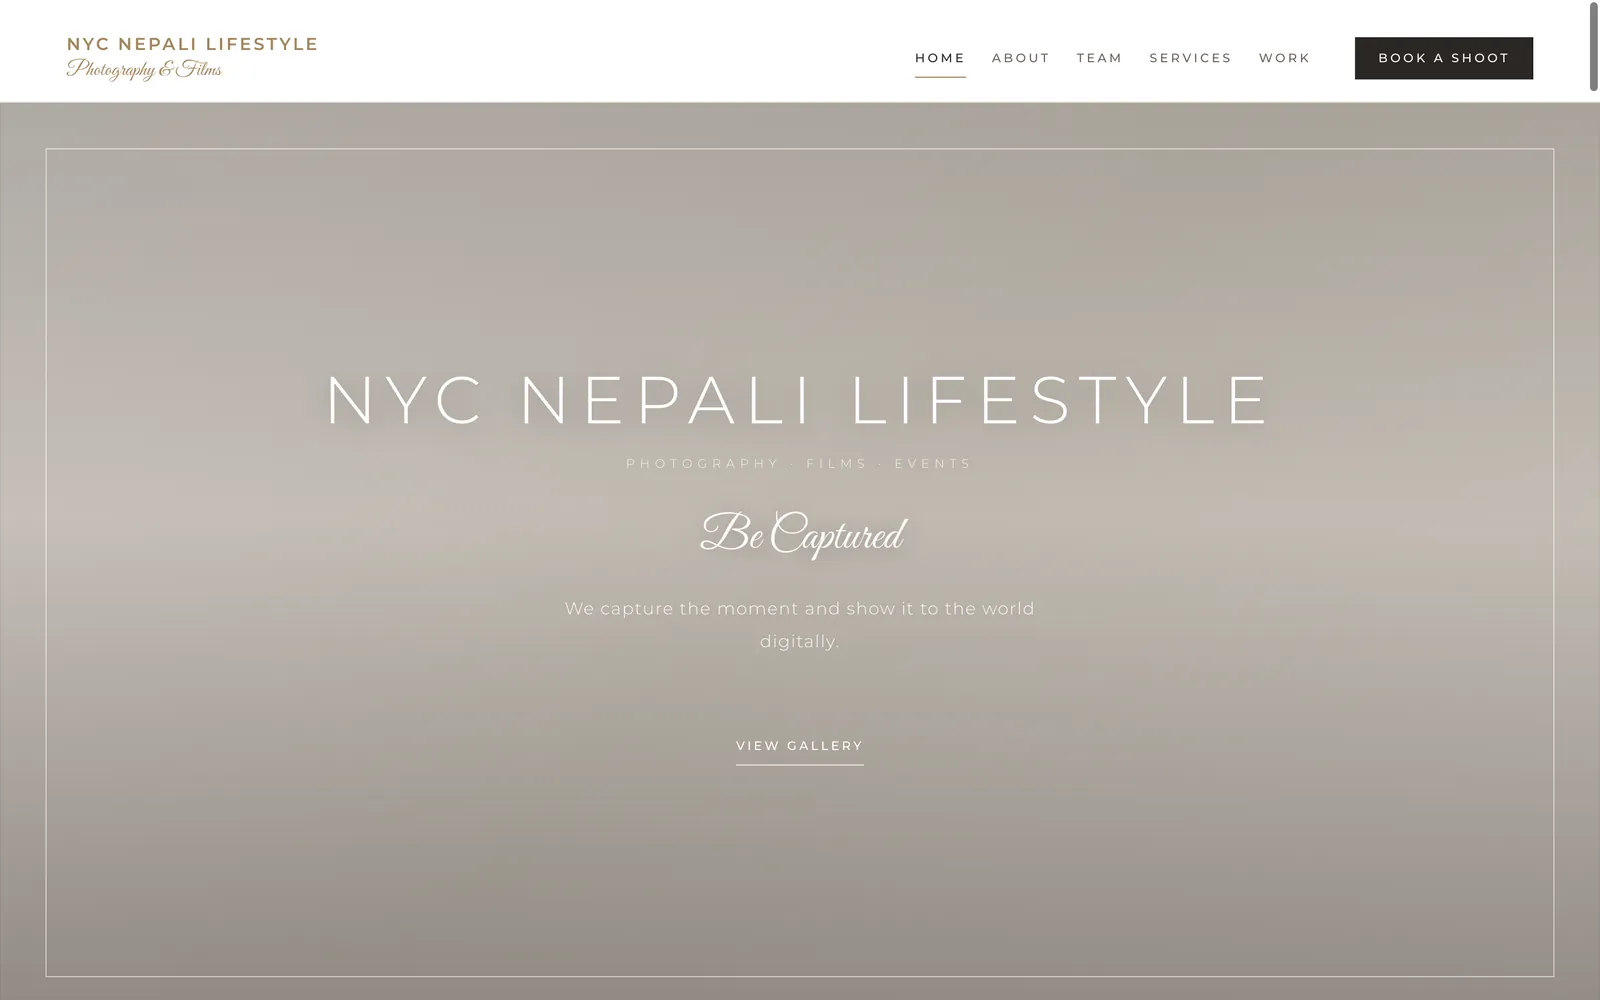 NYC NEPALI LIFESTYLE
Photography & Films
HOME ABOUT TEAM SERVICES WORK BOOK A SHOOT
NYC NEPALI LIFESTYLE
PHOTOGRAPHY · FILMS · EVENTS
Be Captured
We capture the moment and show it to the world
digitally.
VIEW GALLERY